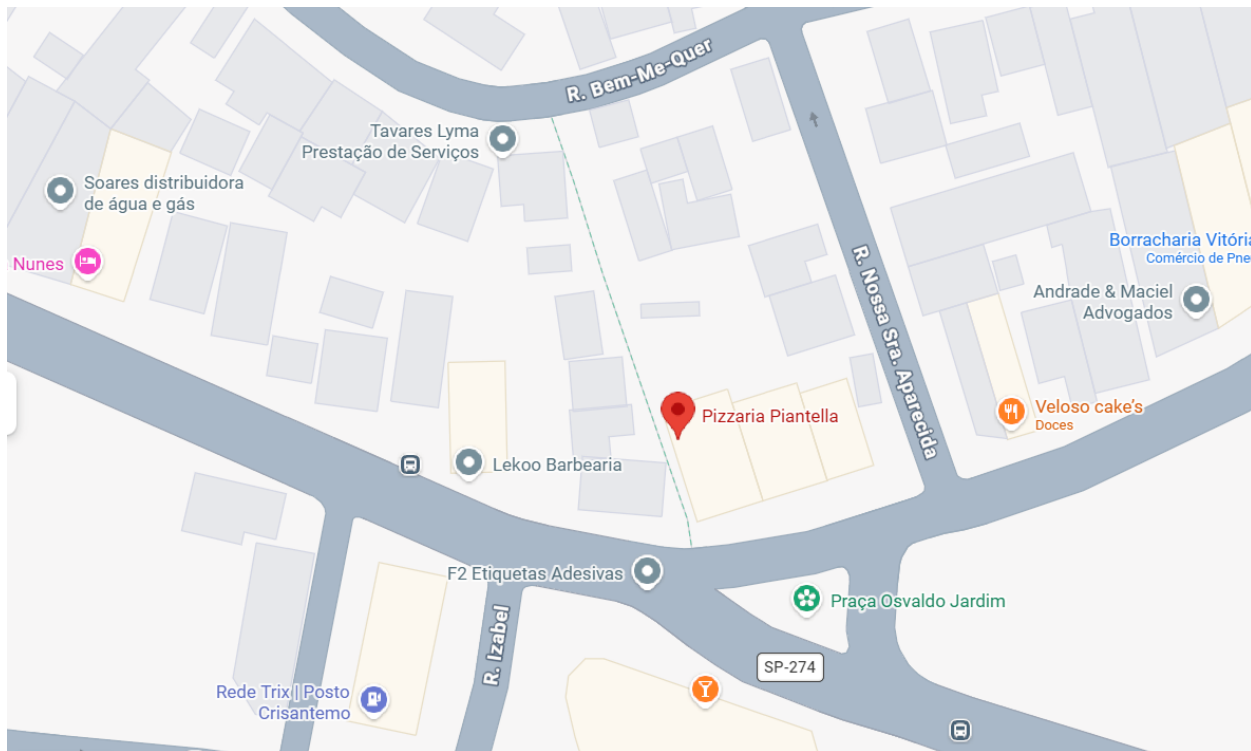 R. Bem-Me-Quer
Tavares Lyma
Prestação de Serviços
Soares distribuidora
de água e gás
Nunes
Borracharia Vitória
Comércio de Pne
R. Nossa Sra. Aparecida
Andrade & Maciel
Advogados
Veloso cake's
Doces
Pizzaria Piantella
Lekoo Barbearia
F2 Etiquetas Adesivas
Praça Osvaldo Jardim
R. Izabel
SP-274
Rede Trix | Posto
Crisantemo